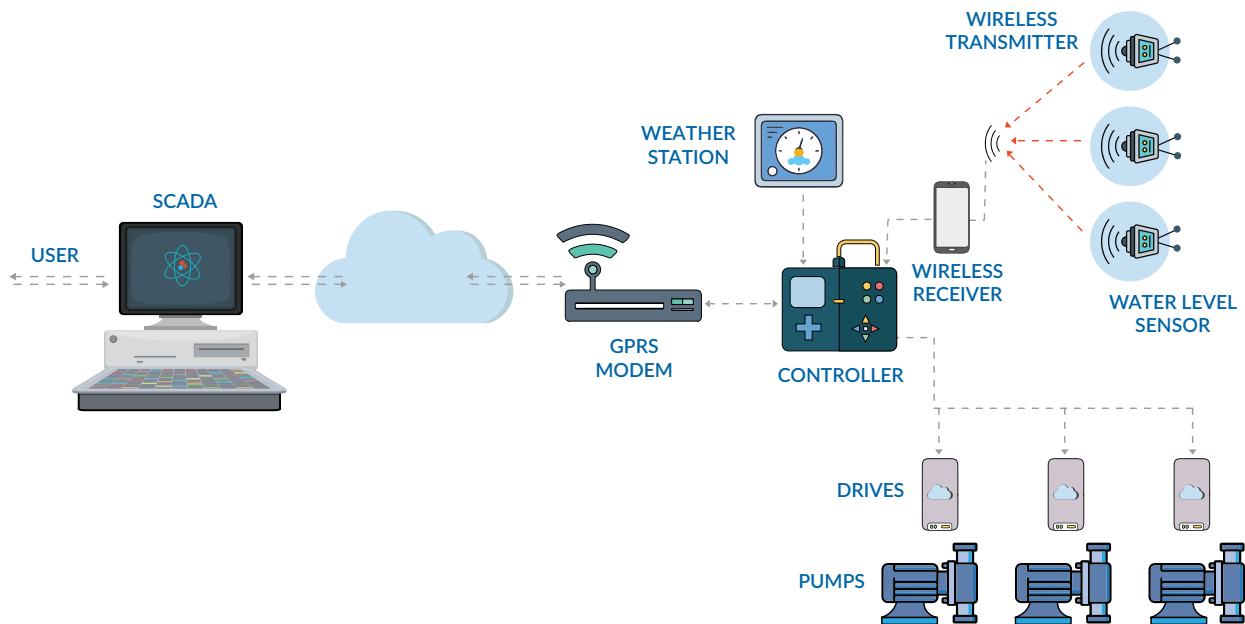 WIRELESS
TRANSMITTER
WEATHER
STATION
SCADA
USER
WIRELESS
RECEIVER
WATER LEVEL
SENSOR
GPRS
MODEM
CONTROLLER
DRIVES
PUMPS